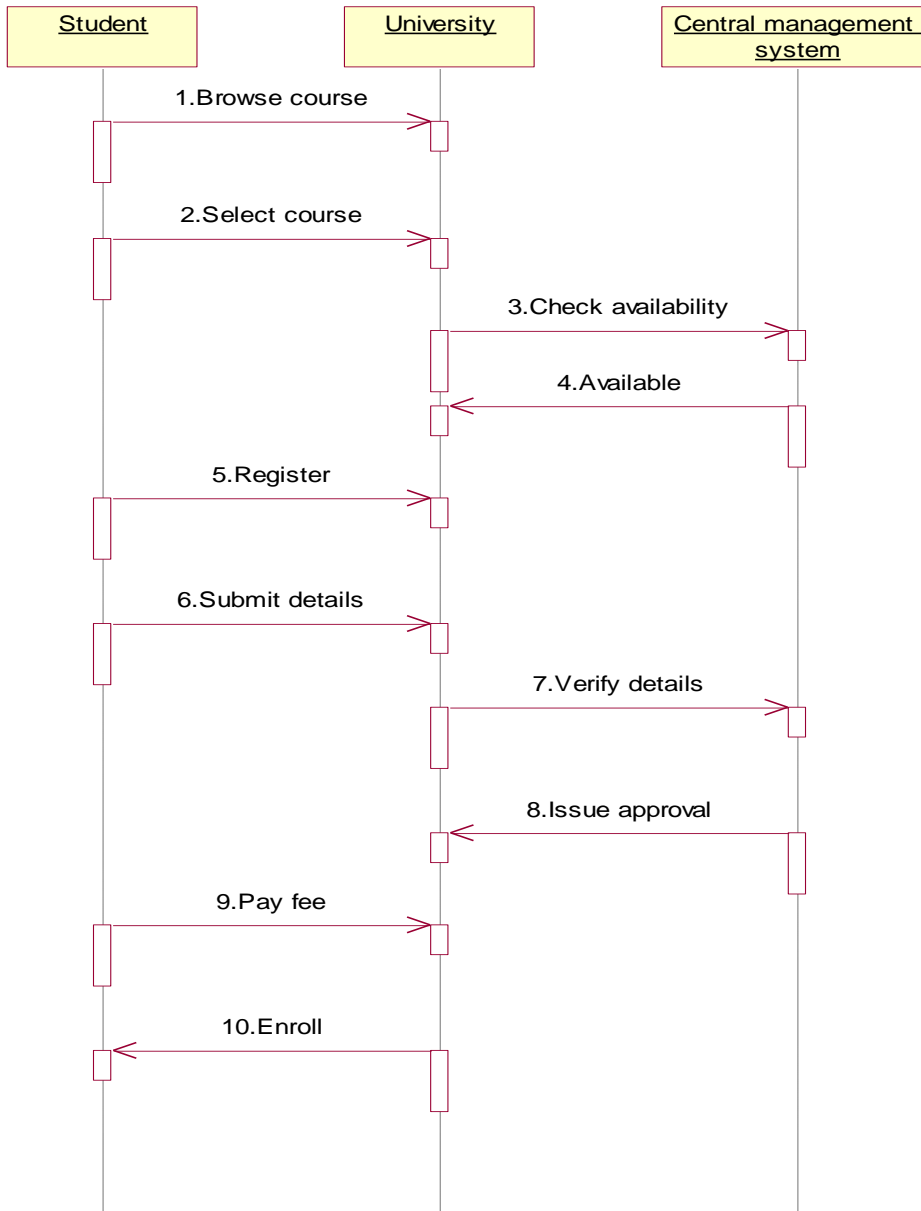 Student
University
Central management
system
1.Browse course
2.Select course
3.Check availability
4.Available
5.Register
6.Submit details
7.Verify details
8.Issue approval
9.Pay fee
10.Enroll